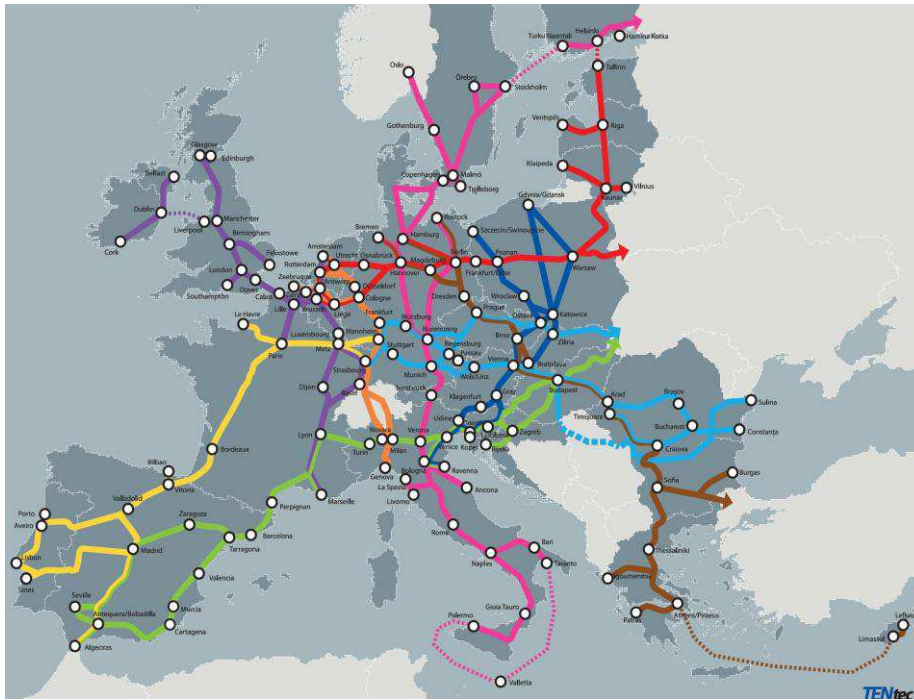 Turku Naantali
Helsinki
Hamina Kotka
Oslo
Örebro
Stockholm
Tallinn
Ventspils
Riga
Gothenburg
Glasgow
Edinburgh
Klaipeda
Belfast
Copenhagen
Malmö
Trelleborg
Kaunas
Vilnius
Gdynia/Gdansk
Dublin
Liverpool
Manchester
Birmingham
Cork
Bremen
Hamburg
Rostock
Szczecin/Swinoujscie
Felixstowe
Amsterdam
Utrecht
Osnabrück
Berlin
Poznan
London
Rotterdam
Hannover
Magdeburg
Frankfurt/Oder
Warsaw
Zeebrugge
Antwerp
Düsseldorf
Southampton
Dover
Calais
Cologne
Dresden
Wroclaw
Lille
Brussels
Liège
Frankfurt
Prague
Ostava
Katowice
Le Havre
Luxembourg
Mannheim
Würzburg
Nuremberg
Brno
Zilina
Paris
Metz
Stuttgart
Regensburg
Passau
Strasbourg
Munich
Wels/Linz
Vienna
Bratislava
Dijon
Basel
Innsbruck
Klagenfurt
Graz
Budapest
Arad
Brasov
Sulina
Udine
Timișoara
Lyon
Novara
Verona
Ljubljana
Zagreb
Bucharest
Constanța
Turin
Milan
Venice
Koper
Rijeka
Craiova
Bordeaux
Genova
Bologna
Ravenna
Bilbao
La Spezia
Sofia
Burgas
Vitoria
Livorno
Ancona
Marseille
Valladolid
Perpignan
Porto
Zaragoza
Aveiro
Rome
Barcelona
Madrid
Tarragona
Bari
Thessaloniki
Lisbon
Naples
Taranto
Valencia
Igoumenitsa
Sines
Seville
Murcia
Palermo
Gioia Tauro
Antequera/Bobadilla
Patras
Athens/Piraeus
Cartagena
Limassol
Algeciras
Valletta
TENtec